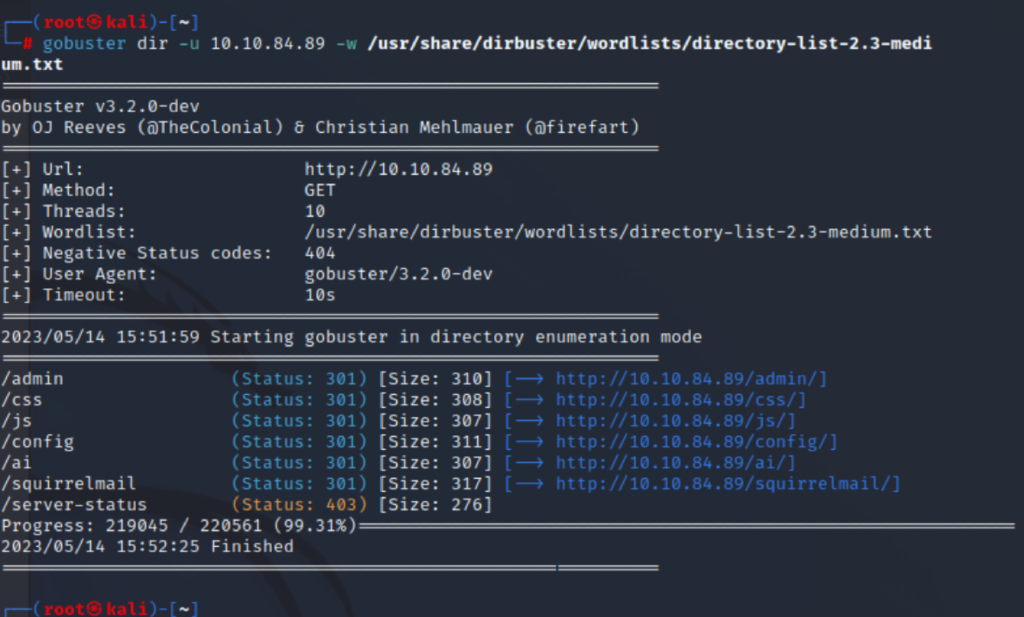 ┌──(root㉿kali)-[~]
└─# gobuster dir -u 10.10.84.89 -w /usr/share/dirbuster/wordlists/directory-list-2.3-medi
um.txt
===============================================================
Gobuster v3.2.0-dev
by OJ Reeves (@TheColonial) & Christian Mehlmauer (@firefart)
===============================================================
[+] Url:                     http://10.10.84.89
[+] Method:                  GET
[+] Threads:                 10
[+] Wordlist:                /usr/share/dirbuster/wordlists/directory-list-2.3-medium.txt
[+] Negative Status codes:   404
[+] User Agent:              gobuster/3.2.0-dev
[+] Timeout:                 10s
===============================================================
2023/05/14 15:51:59 Starting gobuster in directory enumeration mode
===============================================================
/admin                (Status: 301) [Size: 310] [--> http://10.10.84.89/admin/]
/css                  (Status: 301) [Size: 308] [--> http://10.10.84.89/css/]
/js                   (Status: 301) [Size: 307] [--> http://10.10.84.89/js/]
/config               (Status: 301) [Size: 311] [--> http://10.10.84.89/config/]
/ai                   (Status: 301) [Size: 307] [--> http://10.10.84.89/ai/]
/squirrelmail         (Status: 301) [Size: 317] [--> http://10.10.84.89/squirrelmail/]
/server-status        (Status: 403) [Size: 276]
Progress: 219045 / 220561 (99.31%)===============================================================
2023/05/14 15:52:25 Finished
===============================================================
┌──(root㉿kali)-[~]